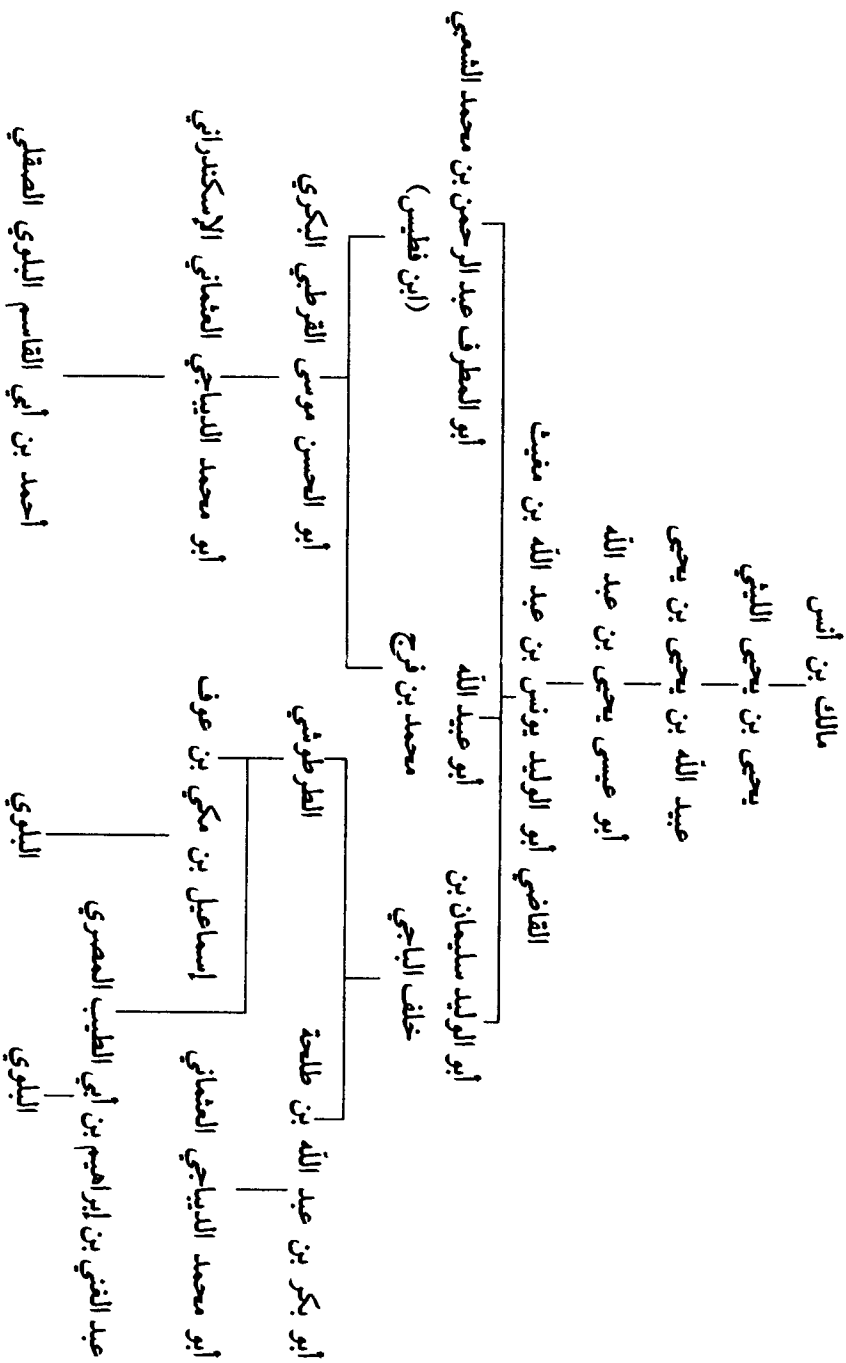 مالك بن أنس
يحيى بن يحيى الليثي
عبيد الله بن يحيى بن يحيى
أبو عيسى يحيى بن عبد الله
القاضي أبو الوليد يونس بن عبد الله بن مغيث
أبو الوليد سليمان بن
خلف الباجي
أبو عبيد الله
محمد بن فرج
أبو المطرف عبد الرحمن بن محمد الشعبي
(ابن فطيس)
أبو بكر بن عبد الله بن طلحة
الطرطوشي
أبو الحسن موسى القرطبي البكري
أبو محمد الديباجي العثماني
إسماعيل بن مكي بن عوف
أبو محمد الديباجي العثماني الإسكندراني
عبد الغني بن إبراهيم بن أبي الطيب المصري
البلوي
البلوي
أحمد بن أبي القاسم البلوي الصقلي